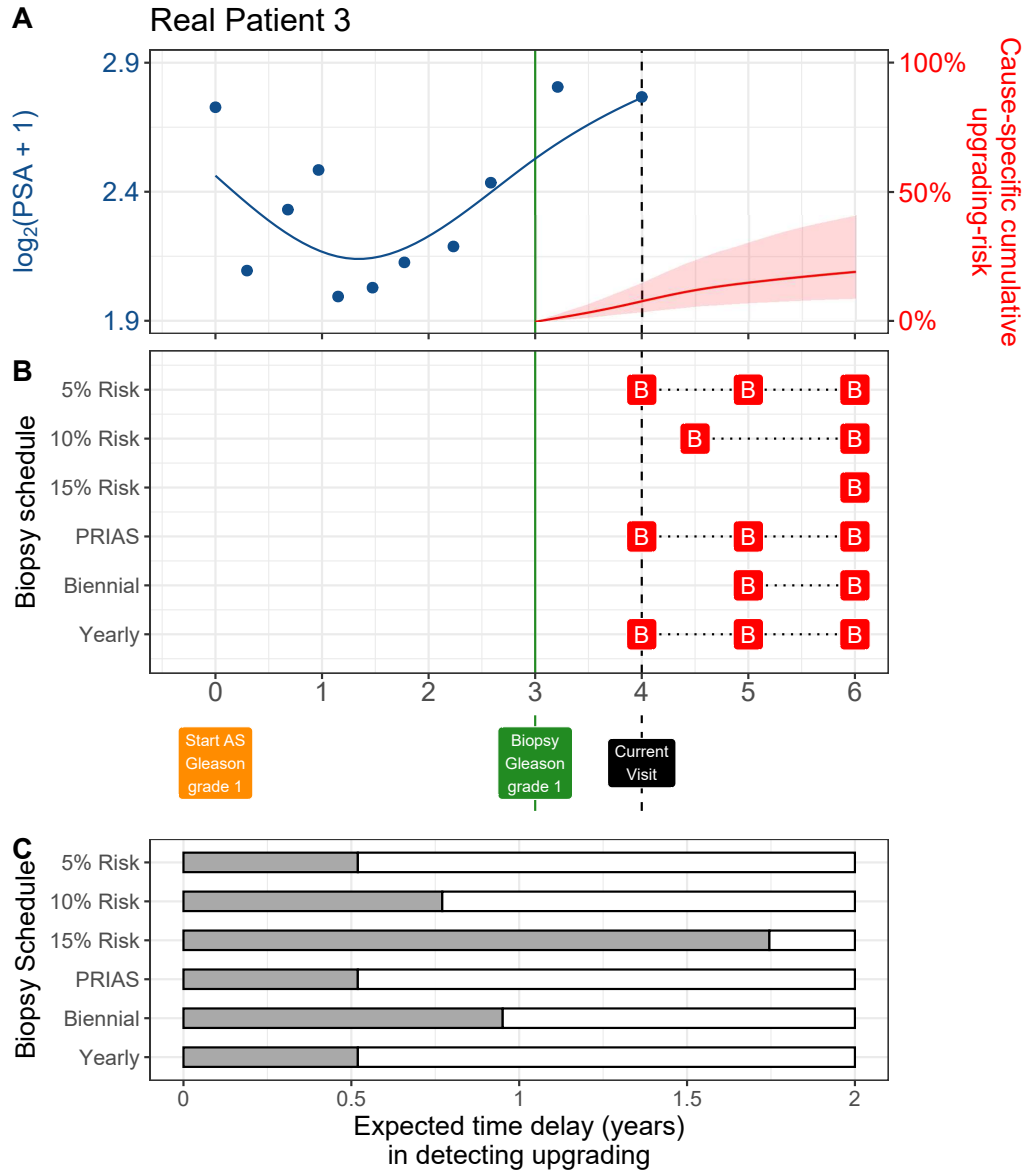 A
Real Patient 3
2.9
2.4
1.9
log2(PSA + 1)
100%
50%
0%
Cause-specific cumulative
upgrading-risk
B
Biopsy schedule
5% Risk
B
B
B
10% Risk
B
B
15% Risk
B
PRIAS
B
B
B
Biennial
B
B
Yearly
B
B
B
0
1
2
3
4
5
6
Start AS
Gleason
grade 1
Biopsy
Gleason
grade 1
Current
Visit
C
Biopsy Schedule
5% Risk
10% Risk
15% Risk
PRIAS
Biennial
Yearly
0
0.5
1
1.5
2
Expected time delay (years)
in detecting upgrading